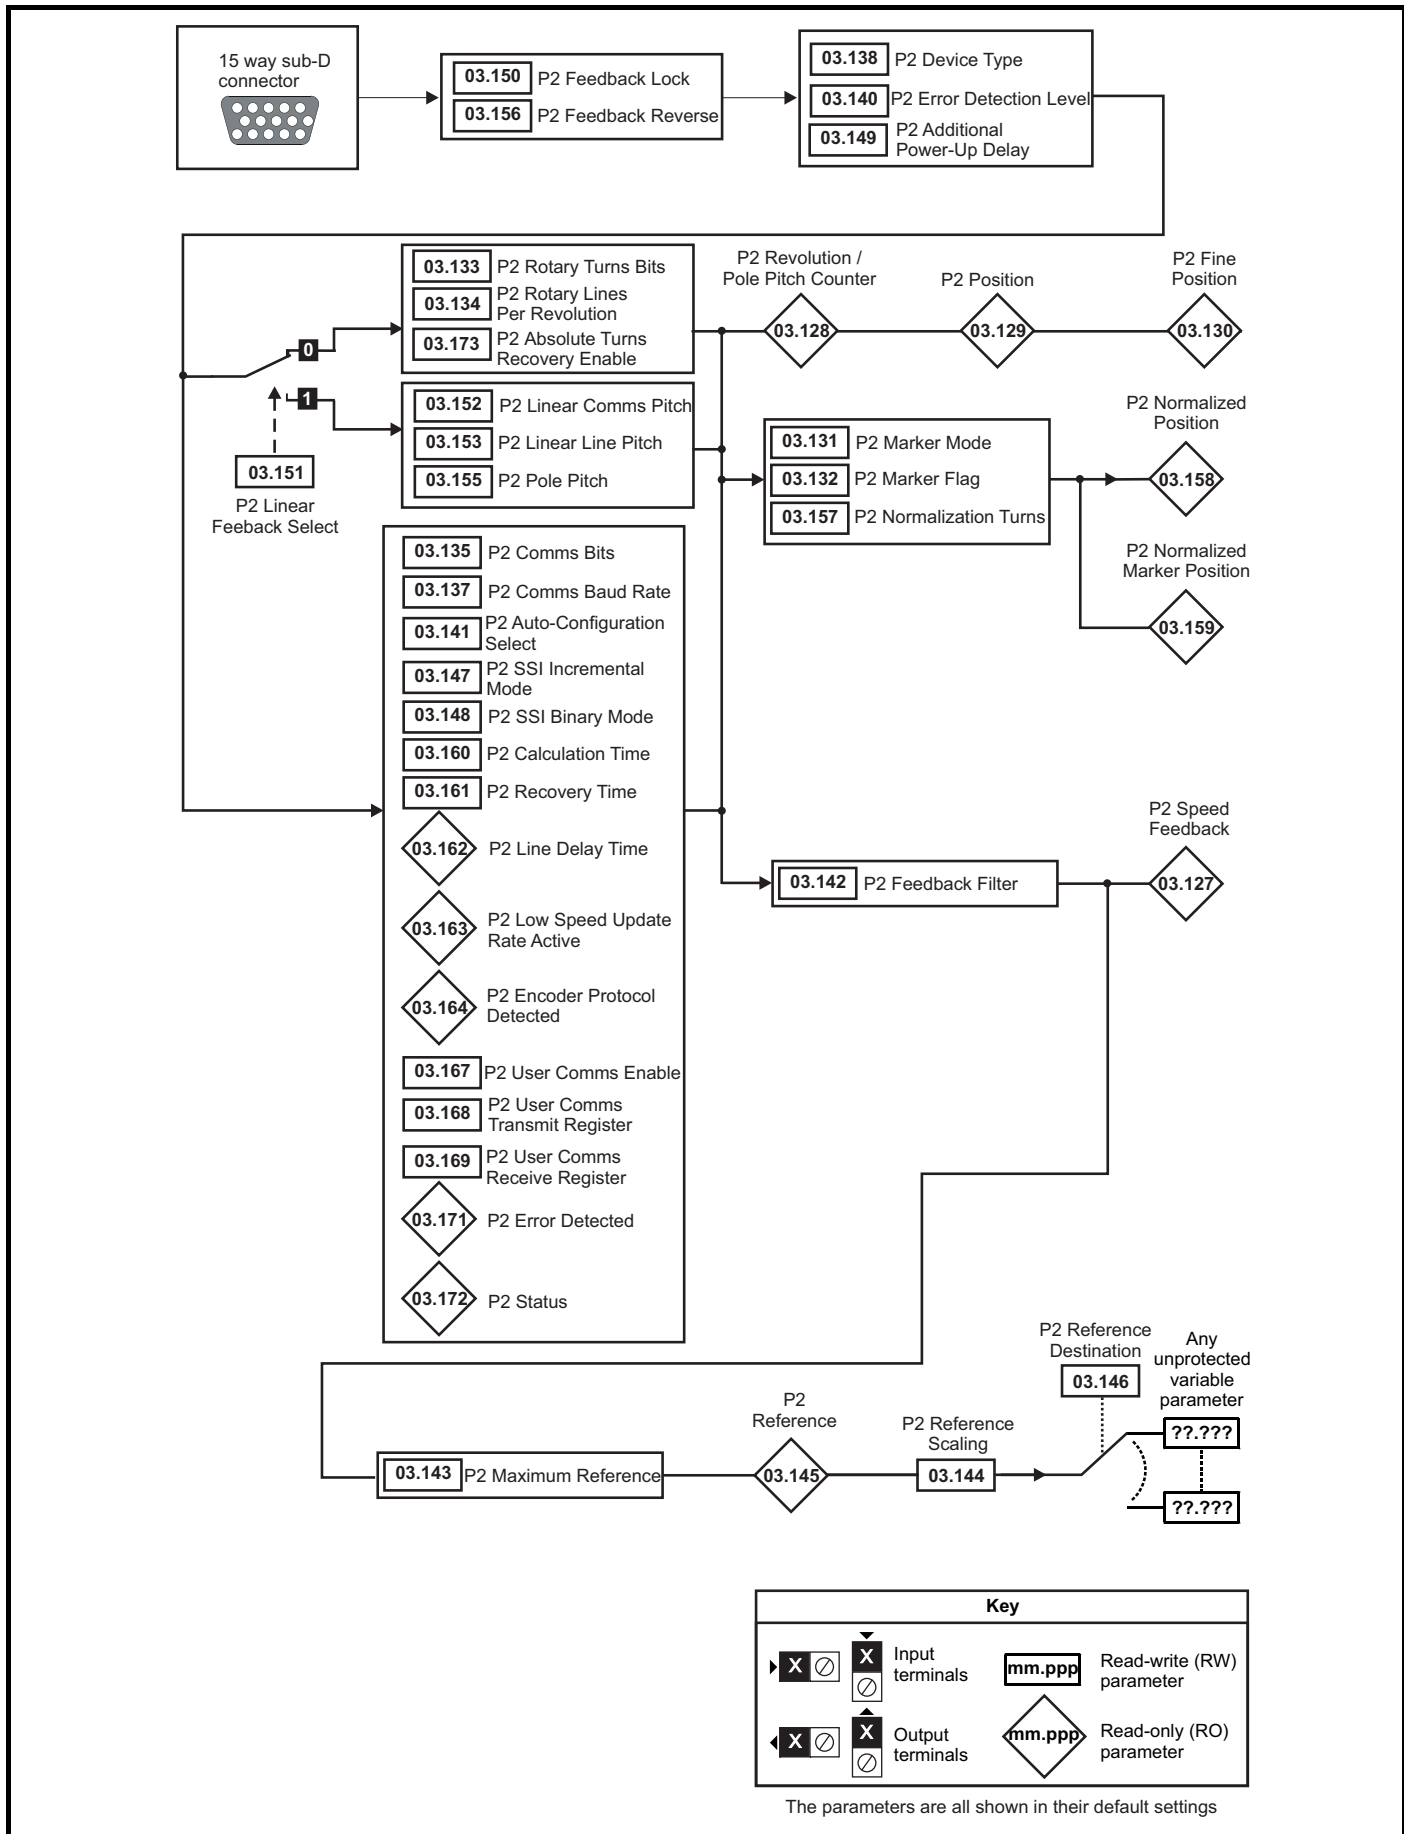 15 way sub-D
connector
03.150 P2 Feedback Lock
03.156 P2 Feedback Reverse
03.138 P2 Device Type
03.140 P2 Error Detection Level
03.149 P2 Additional
Power-Up Delay
03.133 P2 Rotary Turns Bits
03.134 P2 Rotary Lines
Per Revolution
03.173 P2 Absolute Turns
Recovery Enable
0
1
03.151
P2 Linear
Feeback Select
03.152 P2 Linear Comms Pitch
03.153 P2 Linear Line Pitch
03.155 P2 Pole Pitch
P2 Revolution /
Pole Pitch Counter
03.128
P2 Position
03.129
P2 Fine
Position
03.130
03.131 P2 Marker Mode
03.132 P2 Marker Flag
03.157 P2 Normalization Turns
P2 Normalized
Position
03.158
P2 Normalized
Marker Position
03.159
03.135 P2 Comms Bits
03.137 P2 Comms Baud Rate
03.141 P2 Auto-Configuration
Select
03.147 P2 SSI Incremental
Mode
03.148 P2 SSI Binary Mode
03.160 P2 Calculation Time
03.161 P2 Recovery Time
03.162 P2 Line Delay Time
03.163 P2 Low Speed Update
Rate Active
03.164 P2 Encoder Protocol
Detected
03.167 P2 User Comms Enable
03.168 P2 User Comms
Transmit Register
03.169 P2 User Comms
Receive Register
03.171 P2 Error Detected
03.172 P2 Status
03.142 P2 Feedback Filter
P2 Speed
Feedback
03.127
03.143 P2 Maximum Reference
P2
Reference
03.145
P2 Reference
Scaling
03.144
P2 Reference
Destination
03.146
Any
unprotected
variable
parameter
??.???
??.???
Key
X X Input
terminals
mm.ppp Read-write (RW)
parameter
X X Output
terminals
mm.ppp Read-only (RO)
parameter
The parameters are all shown in their default settings